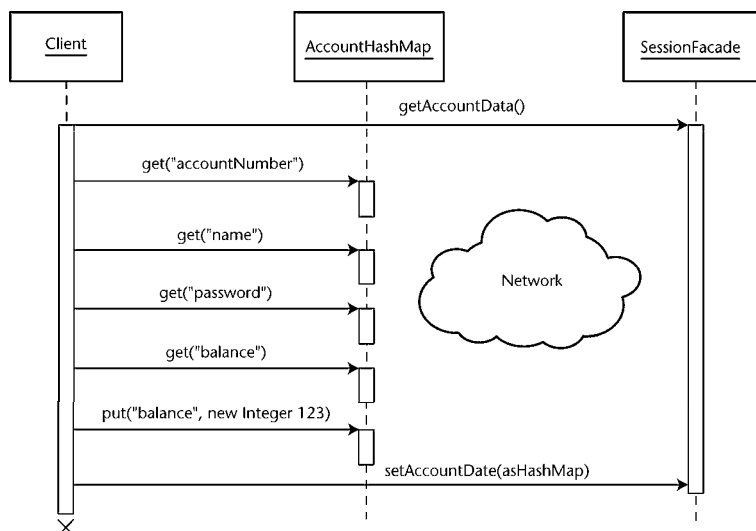 Client
AccountHashMap
SessionFacade
getAccountData()
get("accountNumber")
get("name")
Network
get("password")
get("balance")
put("balance", new Integer 123)
setAccountDate(asHashMap)